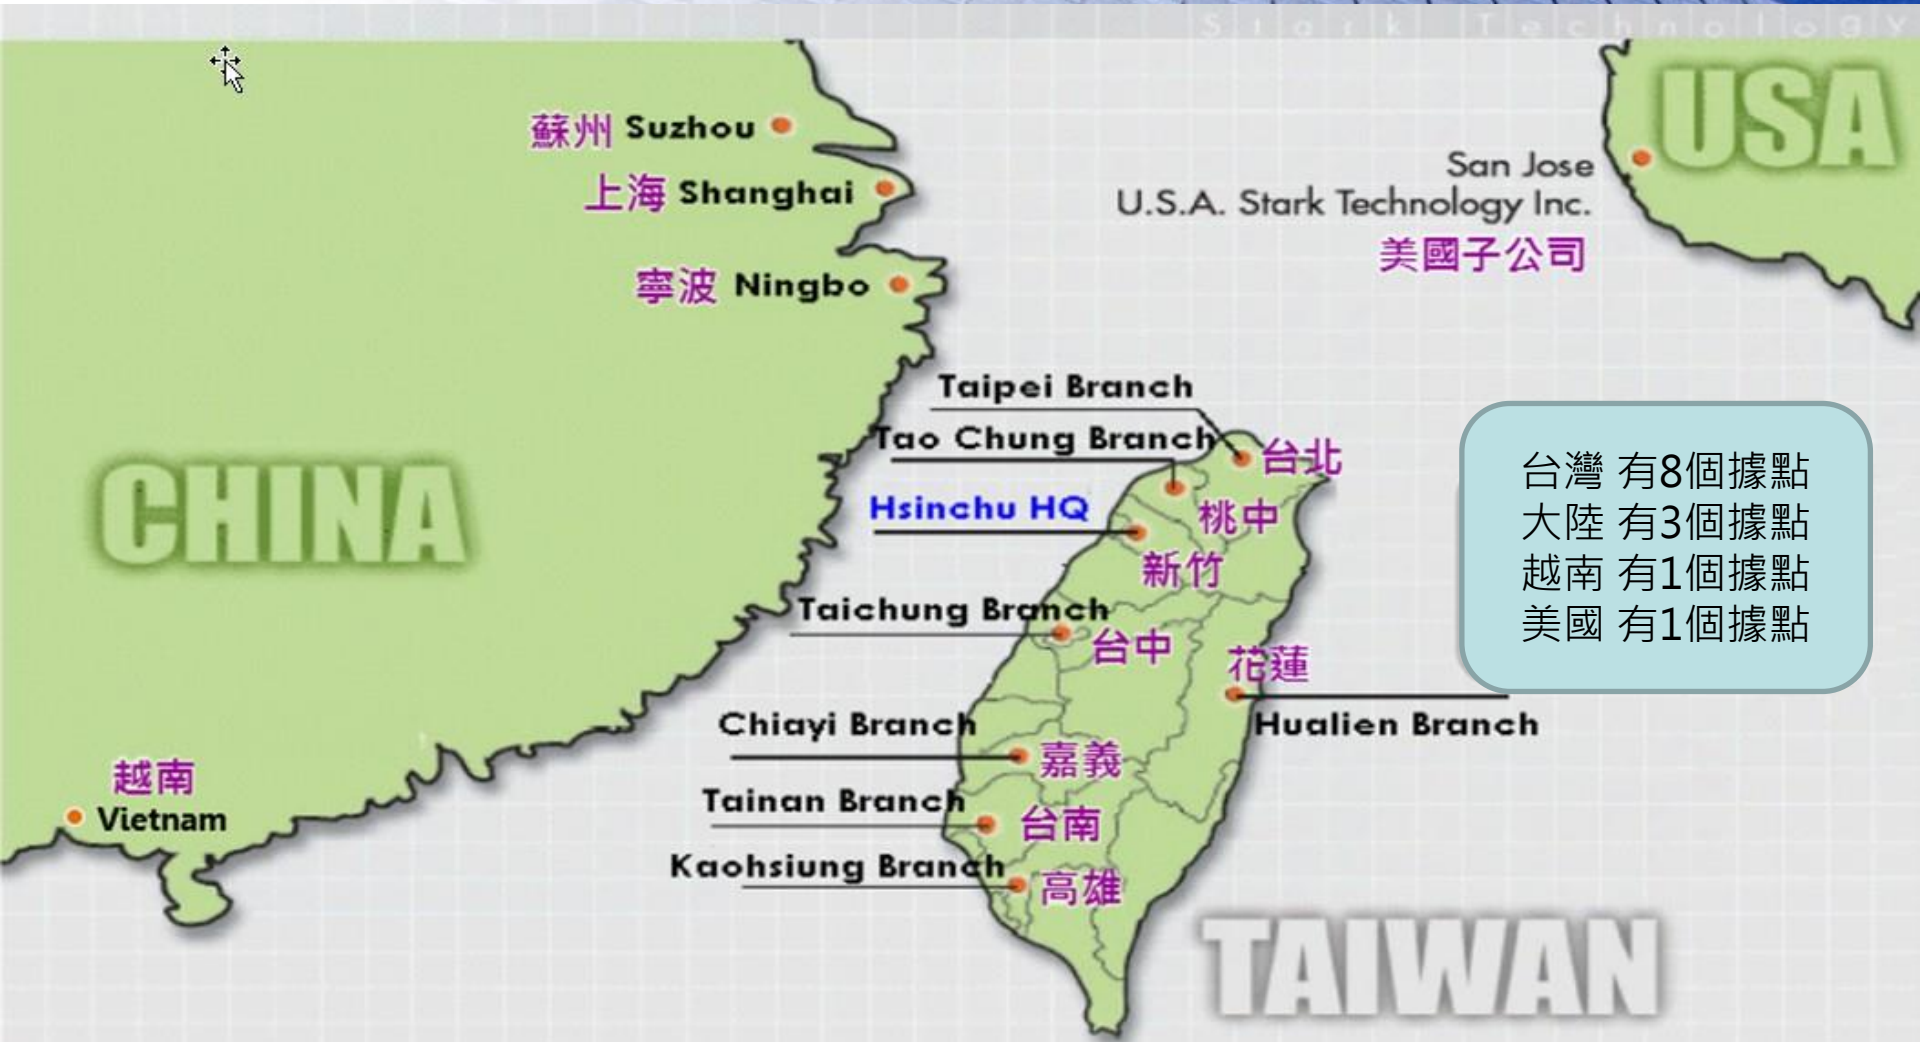 Stark Technology
USA
蘇州 Suzhou
上海 Shanghai
寧波 Ningbo
San Jose
U.S.A. Stark Technology Inc.
美國子公司
Taipei Branch
台北
Tao Chung Branch
桃中
Hsinchu HQ
新竹
CHINA
台灣 有8個據點
大陸 有3個據點
越南 有1個據點
美國 有1個據點
Taichung Branch
台中
花蓮
Hualien Branch
Chiayi Branch
嘉義
越南
Vietnam
Tainan Branch
台南
Kaohsiung Branch
高雄
TAIWAN